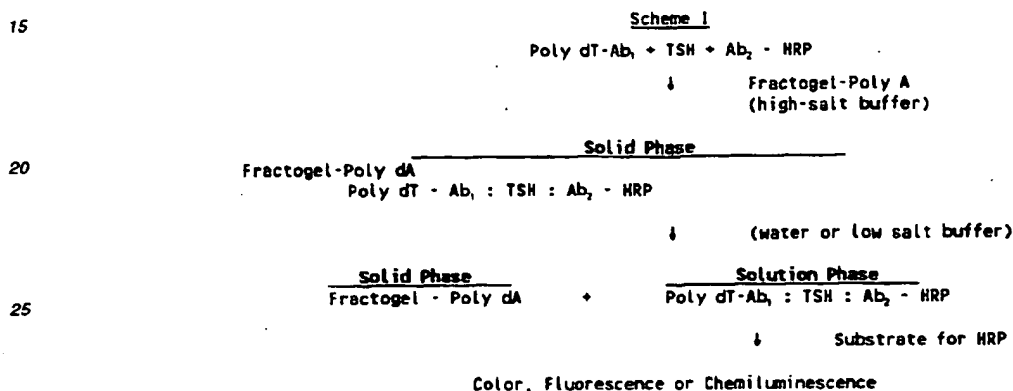 15
Scheme I
Poly dT-Ab₁ + TSH + Ab₂ - HRP
↓ Fractogel-Poly A
(high-salt buffer)
Solid Phase
20
Fractogel-Poly dA
Poly dT - Ab₁ : TSH : Ab₂ - HRP
↓ (water or low salt buffer)
Solid Phase Solution Phase
25 Fractogel - Poly dA + Poly dT-Ab₁ : TSH : Ab₂ - HRP
↓ Substrate for HRP
Color, Fluorescence or Chemiluminescence